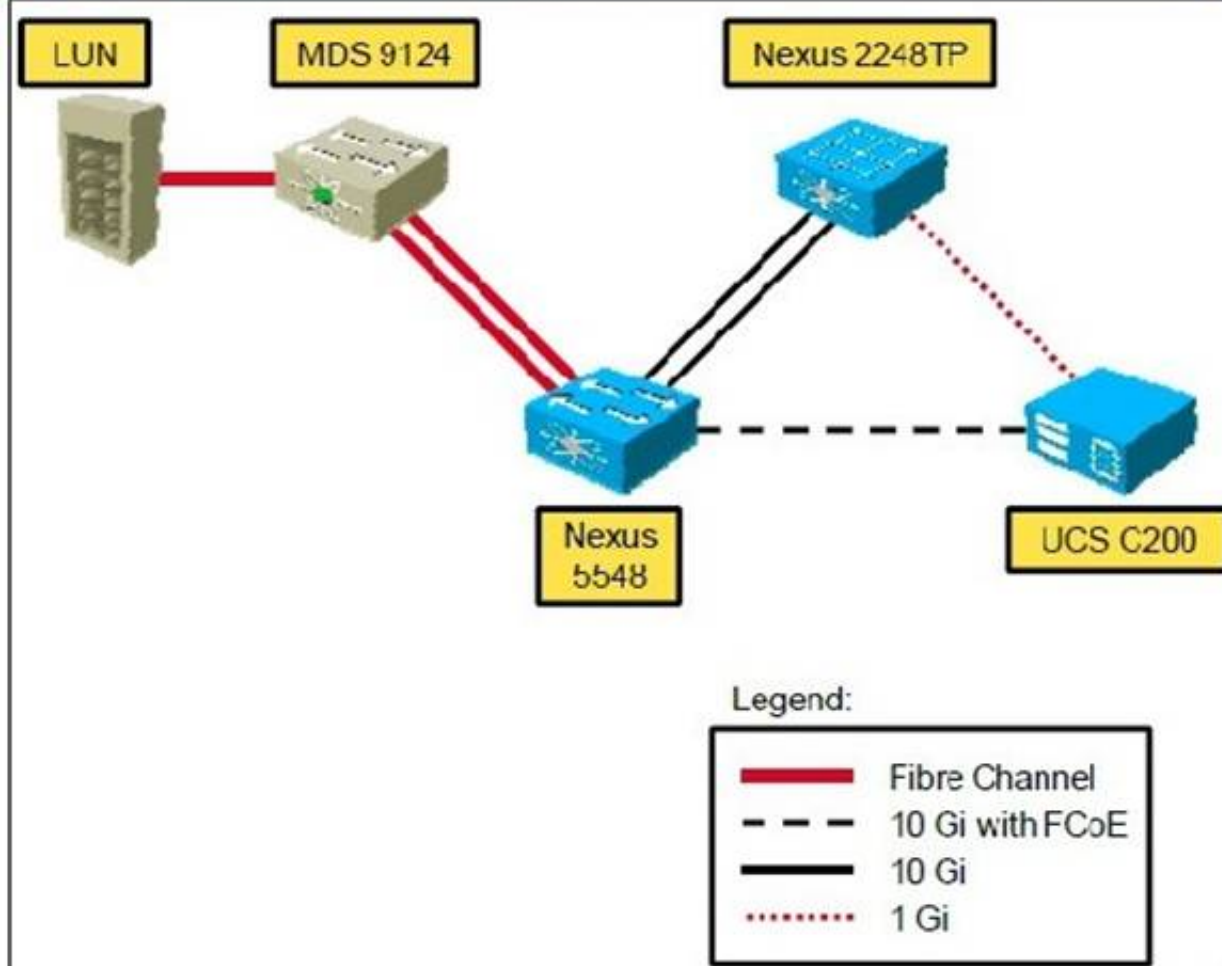 LUN
MDS 9124
Nexus 2248TP
Nexus
5548
UCS C200
Legend:
Fibre Channel
10 Gi with FCoE
10 Gi
1 Gi